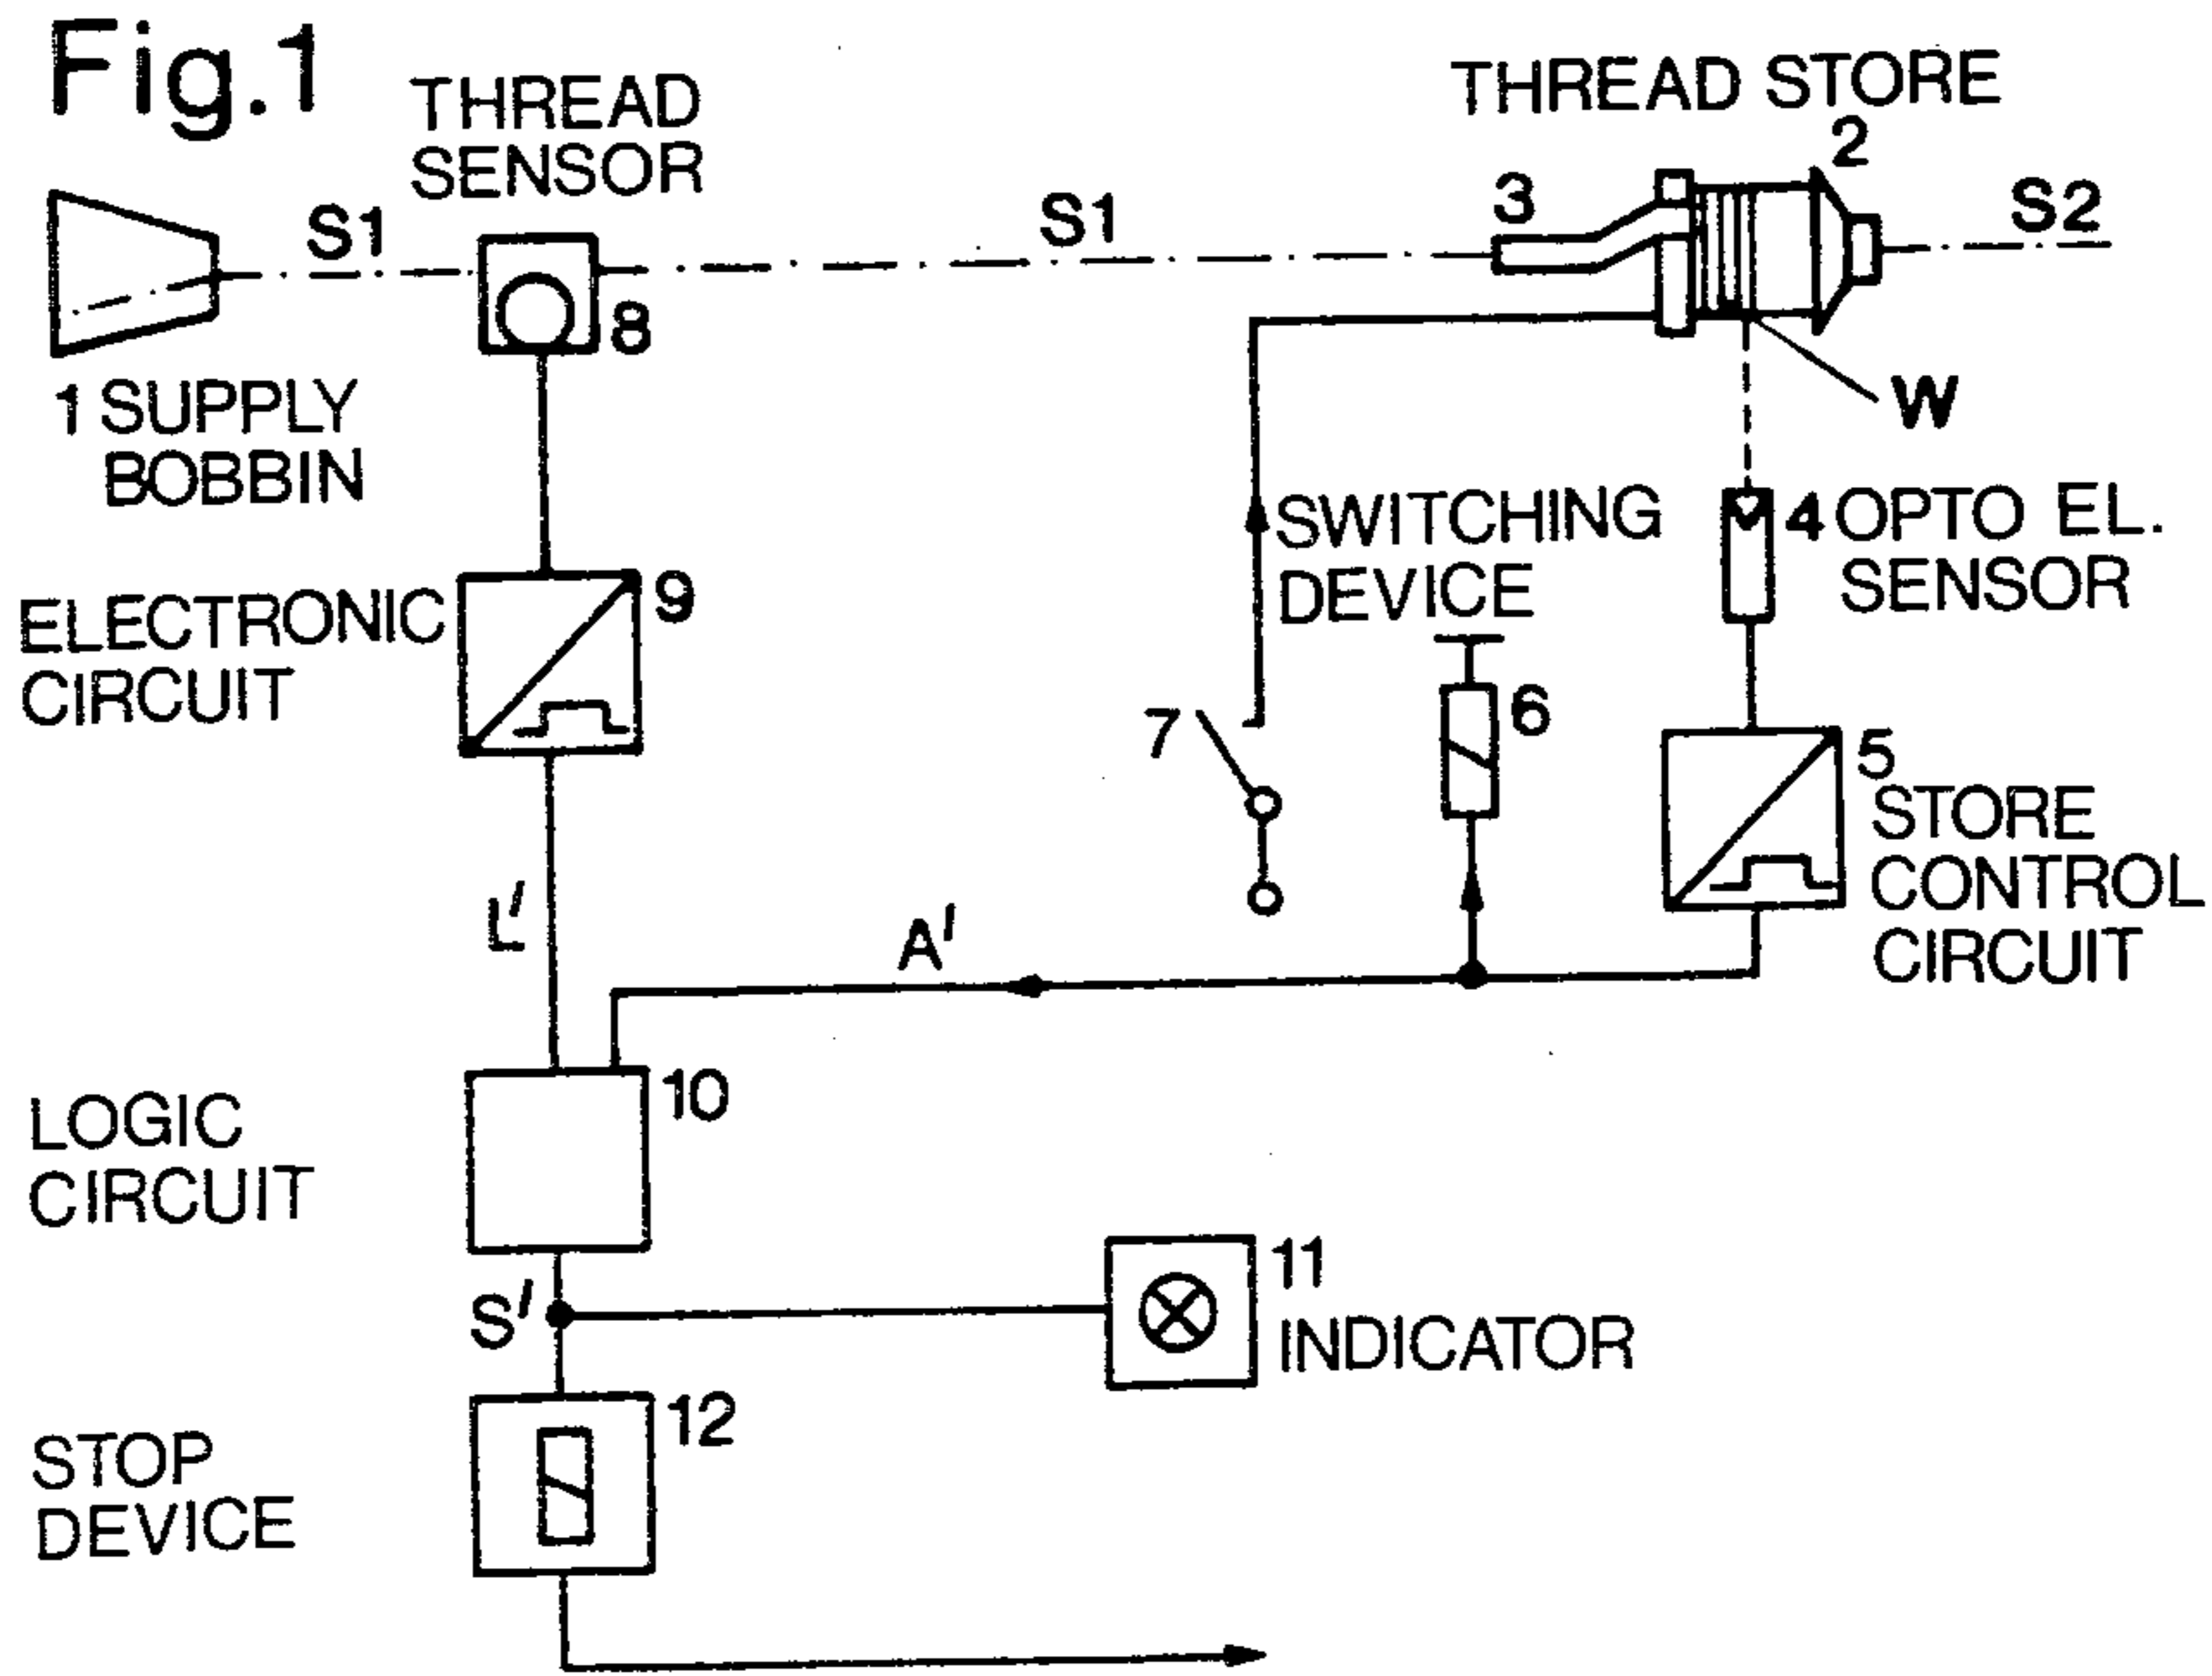 Fig.1
THREAD
SENSOR
THREAD STORE
2
3
S1
S1
S2
8
1 SUPPLY
BOBBIN
W
SWITCHING
DEVICE
4 OPTO EL.
SENSOR
ELECTRONIC
CIRCUIT
9
7
6
5
STORE
CONTROL
CIRCUIT
L'
A'
LOGIC
CIRCUIT
10
S'
11
INDICATOR
STOP
DEVICE
12